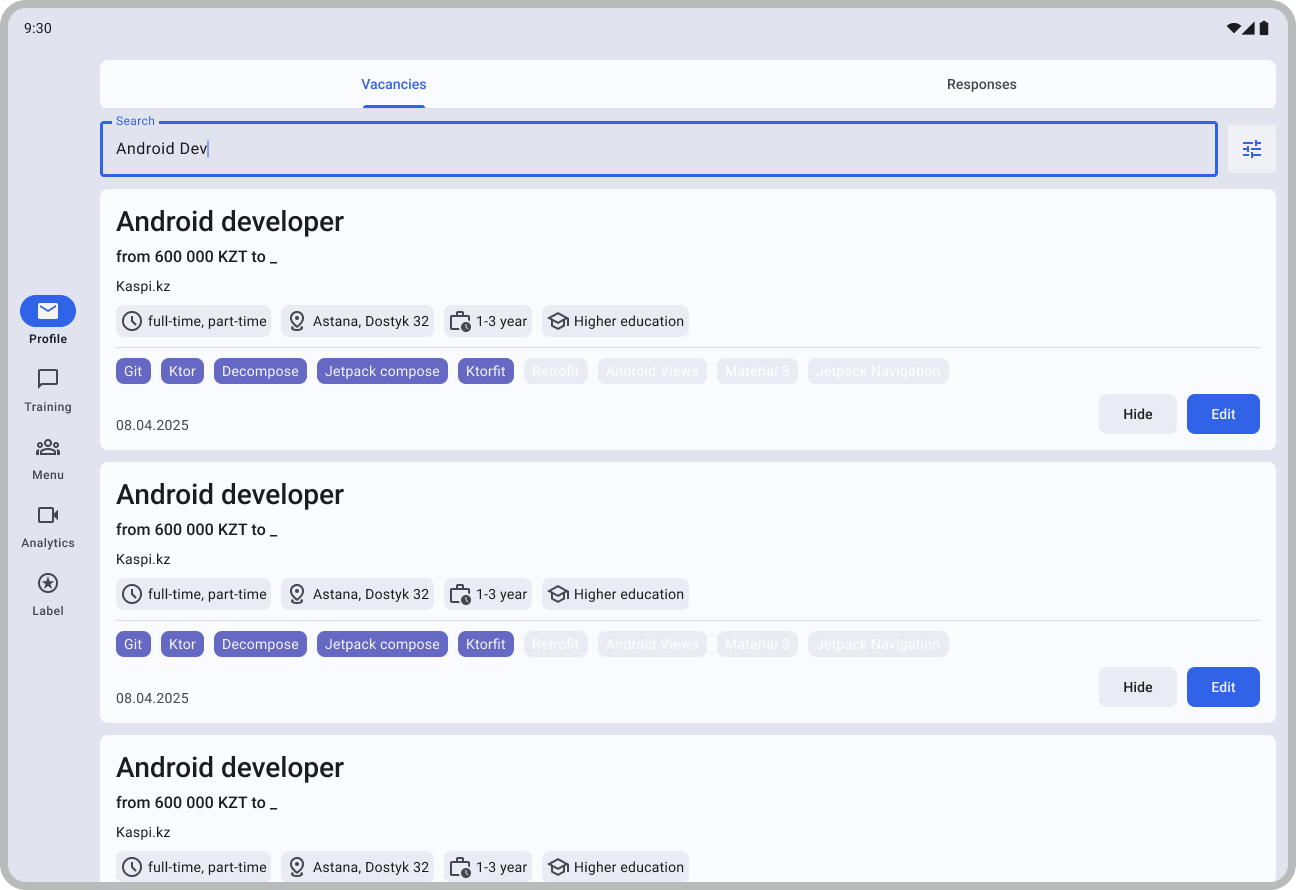 9:30
Vacancies Responses
Search
Android Dev
Android developer
from 600 000 KZT to _
Kaspi.kz
full-time, part-time Astana, Dostyk 32 1-3 year Higher education
Git Ktor Decompose Jetpack compose Ktorfit Retrofit Android Views Material 3 Jetpack Navigation
08.04.2025
Hide Edit
Profile
Training
Menu
Analytics
Label
Android developer
from 600 000 KZT to _
Kaspi.kz
full-time, part-time Astana, Dostyk 32 1-3 year Higher education
Git Ktor Decompose Jetpack compose Ktorfit Retrofit Android Views Material 3 Jetpack Navigation
08.04.2025
Hide Edit
Android developer
from 600 000 KZT to _
Kaspi.kz
full-time, part-time Astana, Dostyk 32 1-3 year Higher education